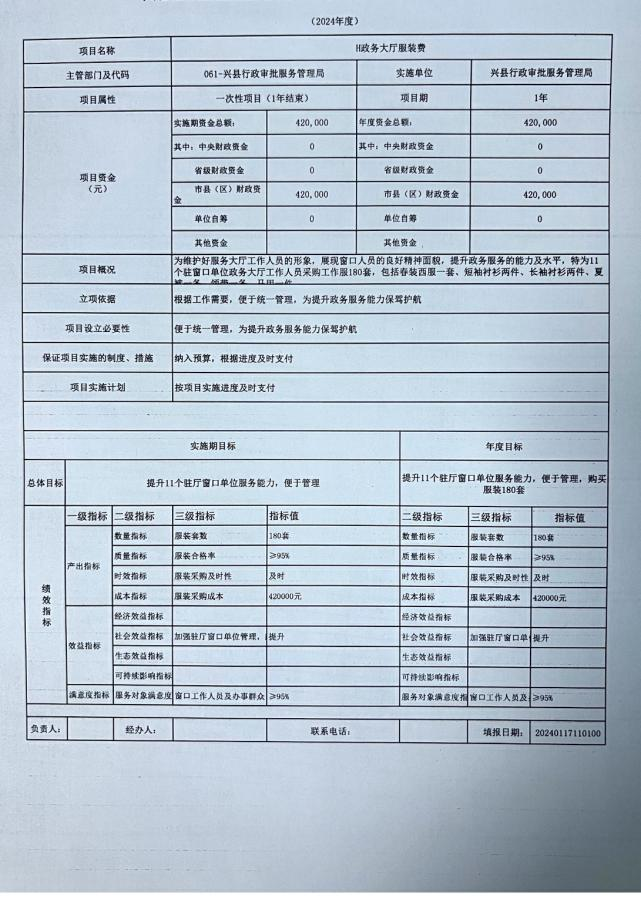 （2024年度）
项目名称 H政务大厅服装费
主管部门及代码 061-兴县行政审批服务管理局 实施单位 兴县行政审批服务管理局
项目属性 一次性项目（1年结束） 项目期 1年
项目资金
（元）
实施期资金总额： 420,000 年度资金总额： 420,000
其中：中央财政资金 0 其中：中央财政资金 0
省级财政资金 0 省级财政资金 0
市县（区）财政资
金 420,000 市县（区）财政资金 420,000
单位自筹 0 单位自筹 0
其他资金 其他资金
项目概况
为维护好服务大厅工作人员的形象，展现窗口人员的良好精神面貌，提升政务服务的能力及水平，特为11
个驻窗口单位政务大厅工作人员采购工作服180套，包括春装西服一套、短袖衬衫两件、长袖衬衫两件、夏
立项依据 根据工作需要，便于统一管理，为提升政务服务能力保驾护航
项目设立必要性 便于统一管理，为提升政务服务能力保驾护航
保证项目实施的制度、措施 纳入预算，根据进度及时支付
项目实施计划 按项目实施进度及时支付
实施期目标 年度目标
总体目标 提升11个驻厅窗口单位服务能力，便于管理
提升11个驻厅窗口单位服务能力，便于管理，购买
服装180套
绩效指标
一级指标 二级指标 三级指标 指标值 二级指标 三级指标 指标值
产出指标
数量指标 服装套数 180套 数量指标 服装套数 180套
质量指标 服装合格率 ≥95% 质量指标 服装合格率 ≥95%
时效指标 服装采购及时性 及时 时效指标 服装采购及时性 及时
成本指标 服装采购成本 420000元 成本指标 服装采购成本 420000元
效益指标
经济效益指标 经济效益指标
社会效益指标 加强驻厅窗口单位管理， 提升 社会效益指标 加强驻厅窗口单 提升
生态效益指标 生态效益指标
可持续影响指标 可持续影响指标
满意度指标 服务对象满意度 窗口工作人员及办事群众 ≥95% 服务对象满意度指 窗口工作人员及 ≥95%
负责人： 经办人： 联系电话： 填报日期： 20240117110100